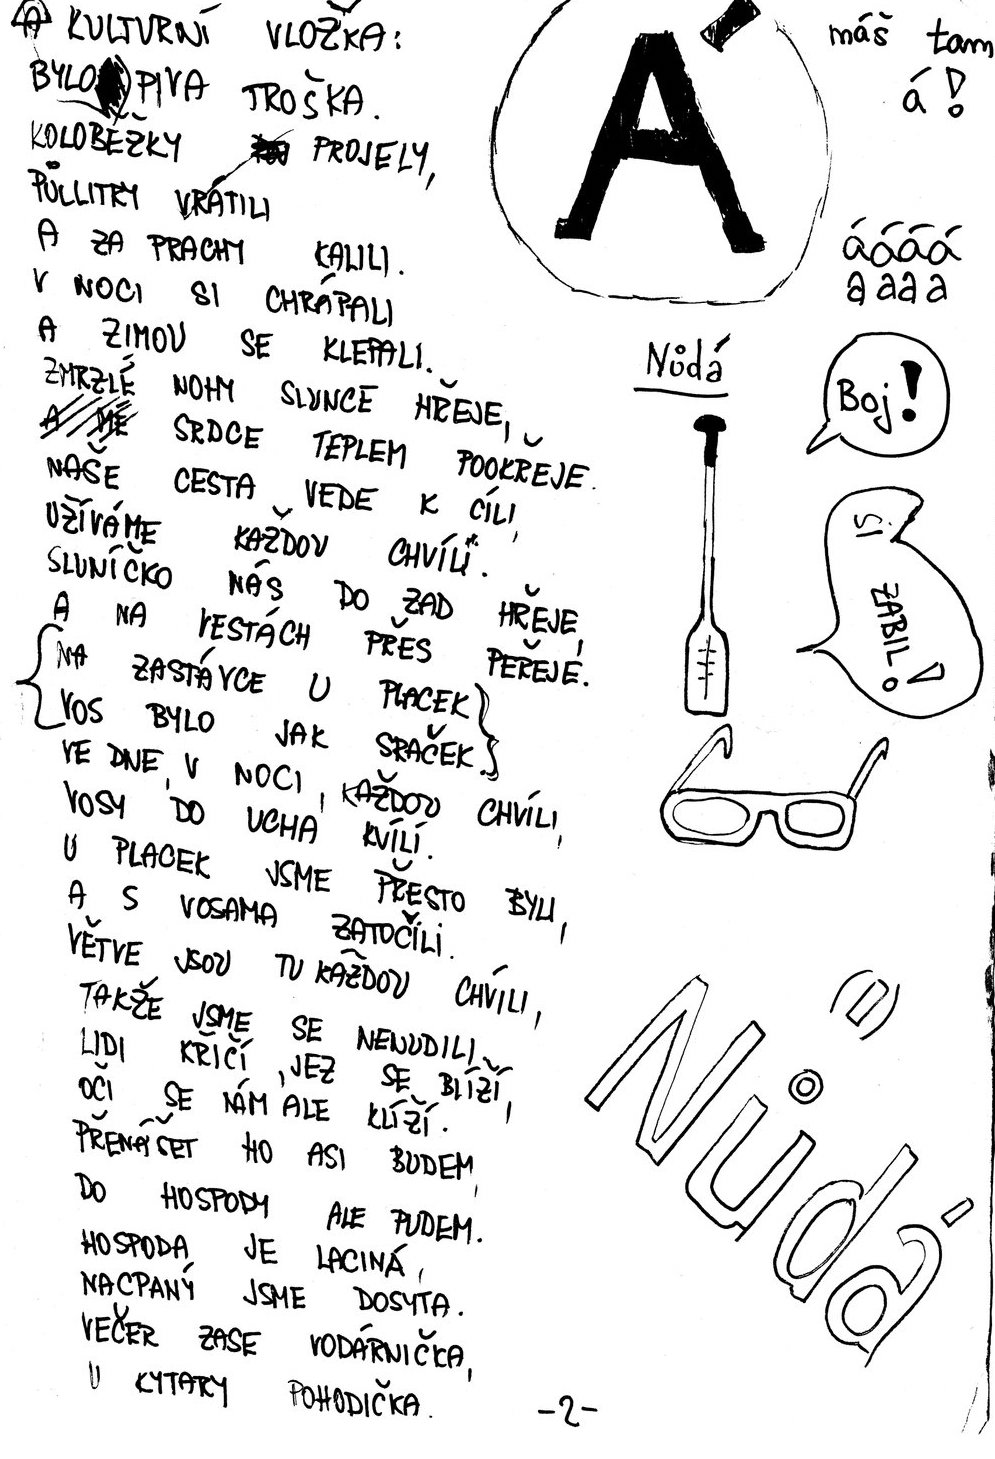 A KULTURNÍ VLOŽKA:
BYLO PIVA TROŠKA.
KOLOBĚŽKY PROJELY,
PŮLLITRY VRÁTILI
A ZA PRACHY KALILI.
V NOCI SI CHRÁPALI
A ZIMOU SE KLEPALI.
ZMRZLÉ NOHY SLUNCE HŘEJE,
A MÉ SRDCE TEPLEM POOKŘEJE.
NAŠE CESTA VEDE K CÍLI,
UŽÍVÁME KAŽDOU CHVÍLI.
SLUNÍČKO NÁS DO ZAD HŘEJE,
A NA VESTÁCH PŘES PEŘEJE.
NA ZASTÁVCE U PLACEK
VOS BYLO JAK SRAČEK.
VE DNE, V NOCI, KAŽDOU CHVÍLI,
VOSY DO UCHA KVÍLÍ.
U PLACEK JSME PŘESTO BYLI,
A S VOSAMA ZATOČÍLI.
VĚTVE JSOU TU KAŽDOU CHVÍLI,
TAKŽE JSME SE NENUDILI.
LIDI KŘIČÍ, JEZ SE BLÍŽÍ,
OČI SE NÁM ALE KLÍŽÍ.
PŘENÁŠET HO ASI BUDEM,
DO HOSPODY ALE PUDEM.
HOSPODA JE LACINÁ,
NACPANÝ JSME DOSYTA.
VEČER ZASE VODÁRNIČKA,
U KYTARY POHODIČKA.
-2-
Á
máš tam
á!
áááá
aaaa
Nůdá
Boj!
SI
ZABIL!
(n)
Nůdá